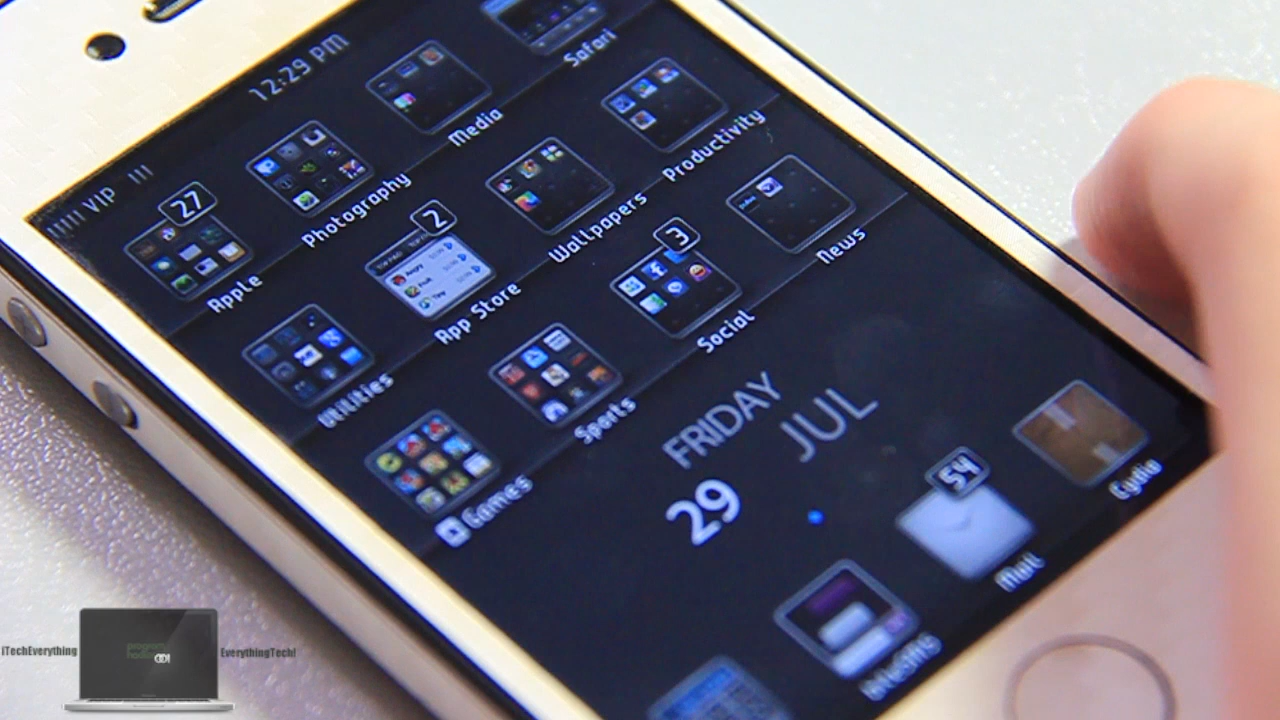 VIP
12:29 PM
27
Apple
Photography
Media
Safari
2
Utilities
App Store
Wallpapers
Productivity
3
Games
Sports
Social
News
FRIDAY
29
JUL
54
Mail
Cydia
iTechEverything
EverythingTech!